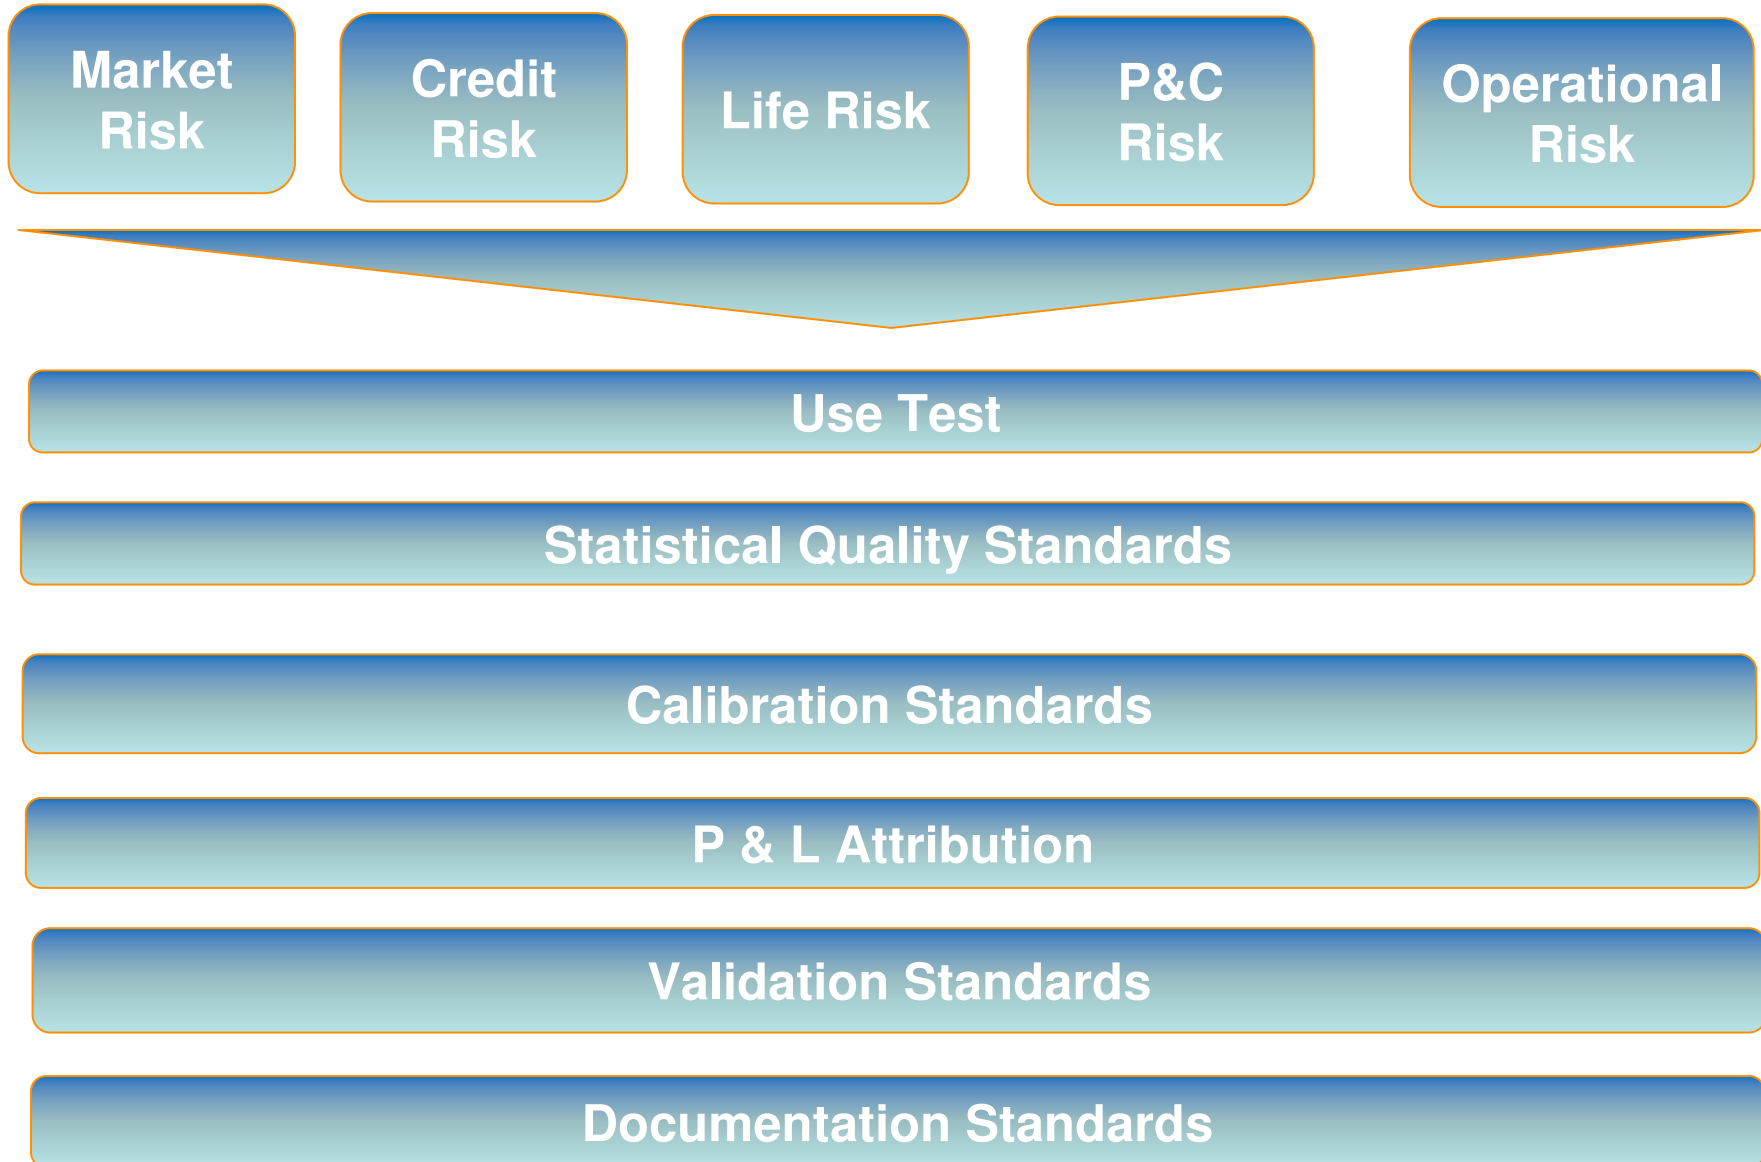 Market
Risk
Credit
Risk
Life Risk
P&C
Risk
Operational
Risk
Use Test
Statistical Quality Standards
Calibration Standards
P & L Attribution
Validation Standards
Documentation Standards